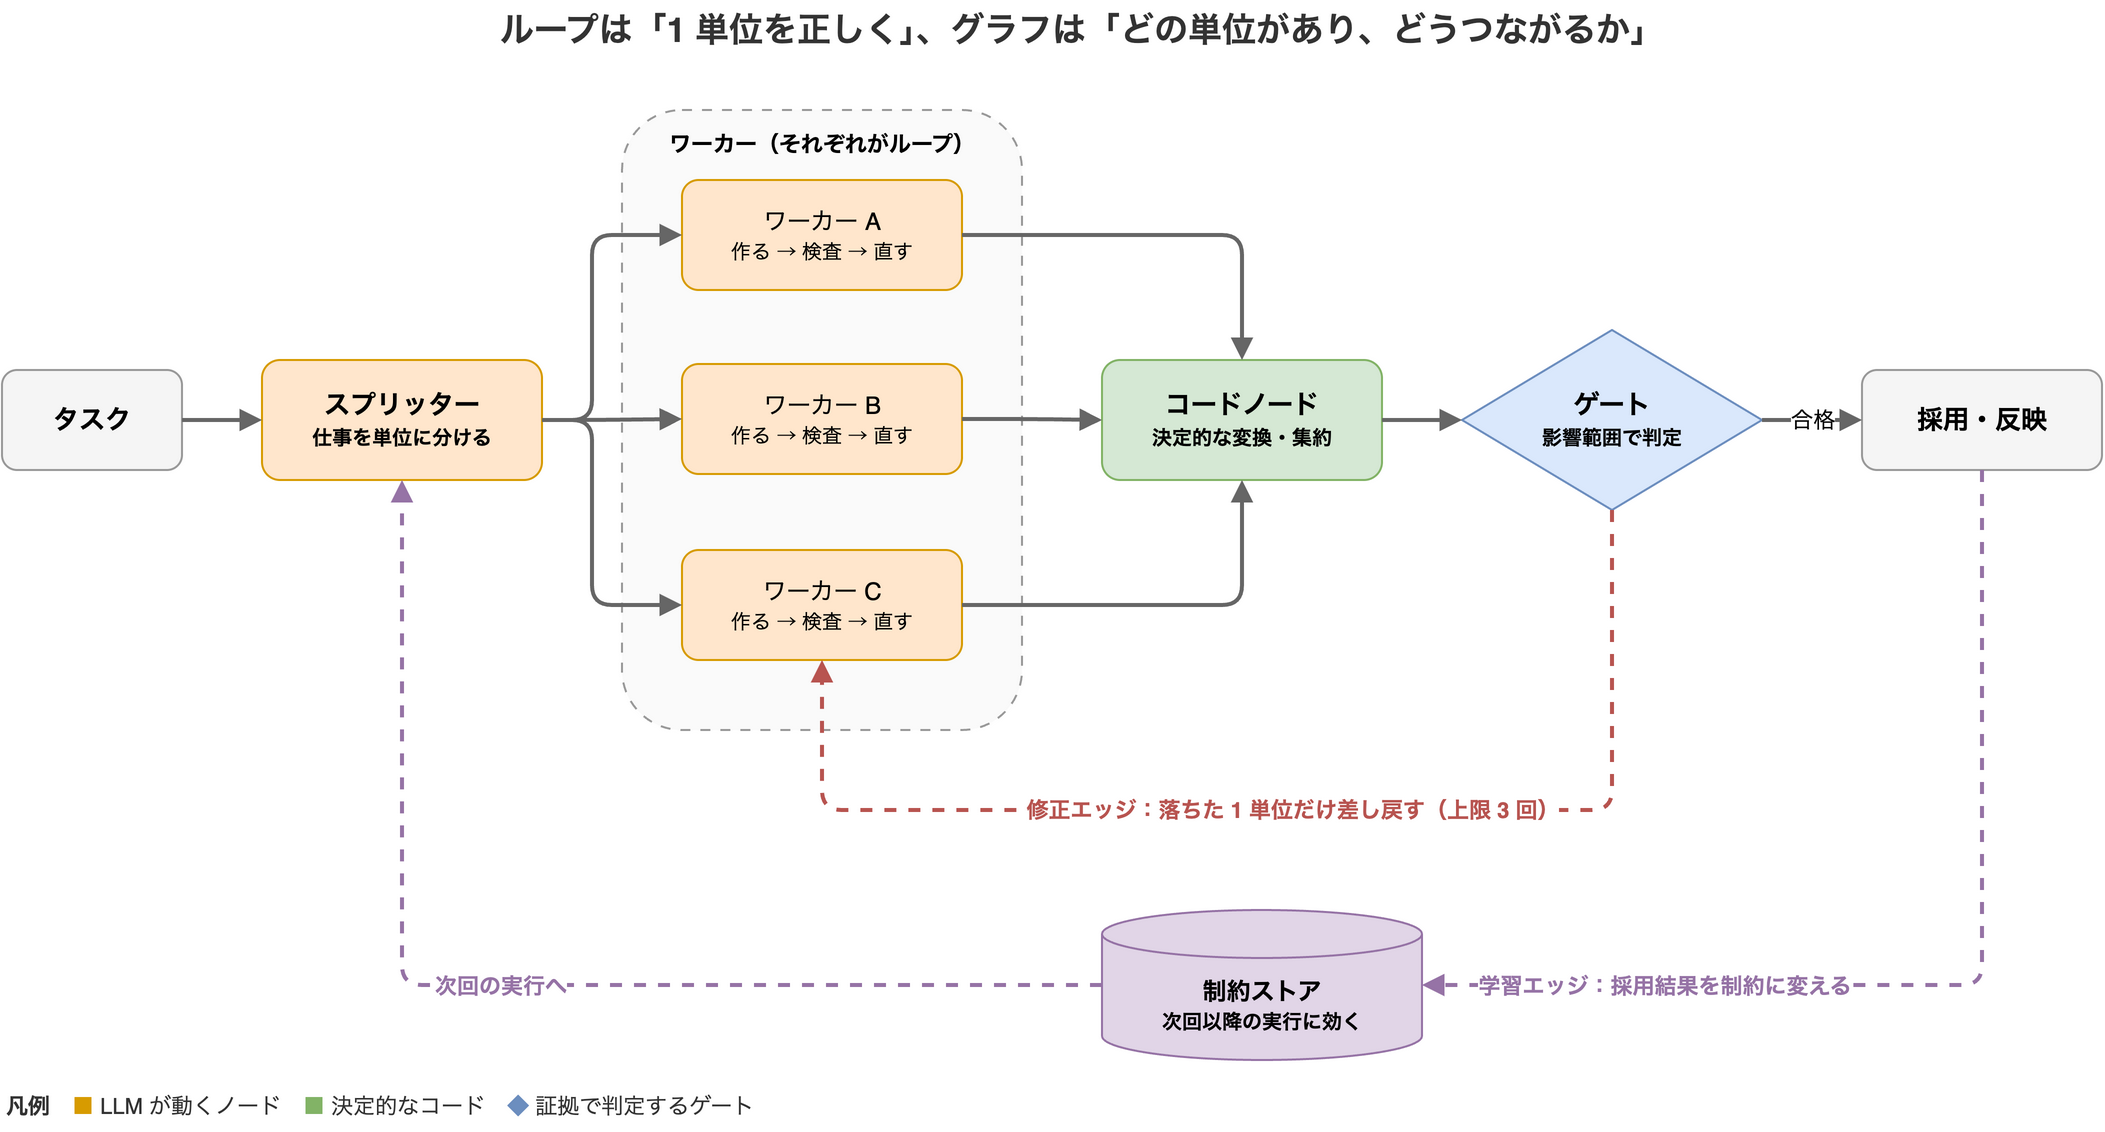 ループは「1 単位を正しく」、グラフは「どの単位があり、どうつながるか」
ワーカー（それぞれがループ）
ワーカー A
作る → 検査 → 直す
タスク
スプリッター
仕事を単位に分ける
ワーカー B
作る → 検査 → 直す
コードノード
決定的な変換・集約
ゲート
影響範囲で判定
合格
採用・反映
ワーカー C
作る → 検査 → 直す
修正エッジ：落ちた 1 単位だけ差し戻す（上限 3 回）
次回の実行へ
制約ストア
次回以降の実行に効く
学習エッジ：採用結果を制約に変える
凡例
LLM が動くノード
決定的なコード
証拠で判定するゲート